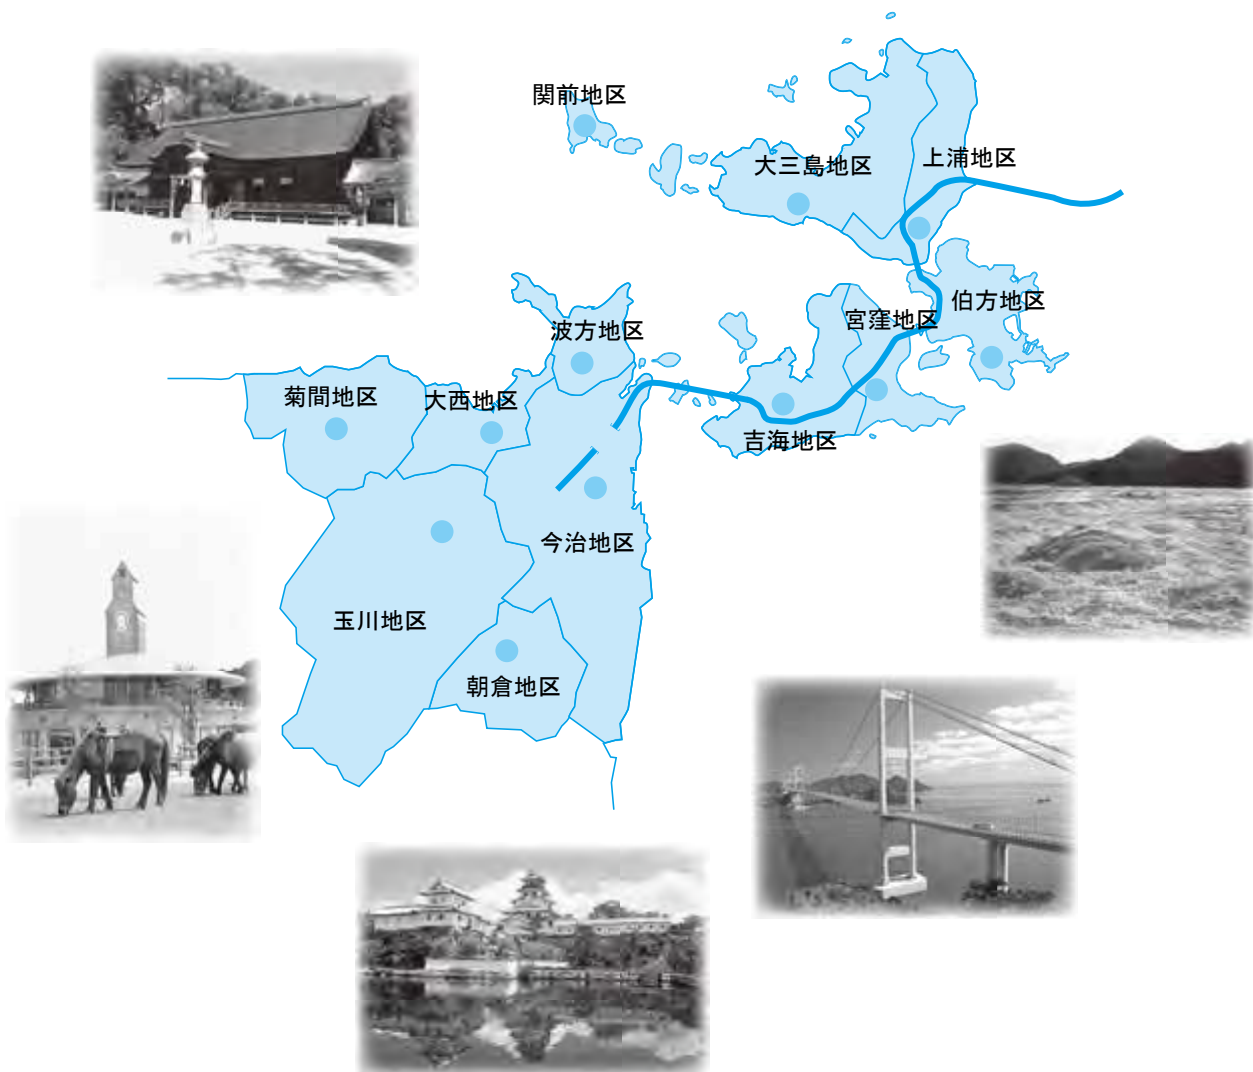 関前地区
大三島地区
上浦地区
伯方地区
宮窪地区
波方地区
菊間地区
大西地区
吉海地区
今治地区
玉川地区
朝倉地区